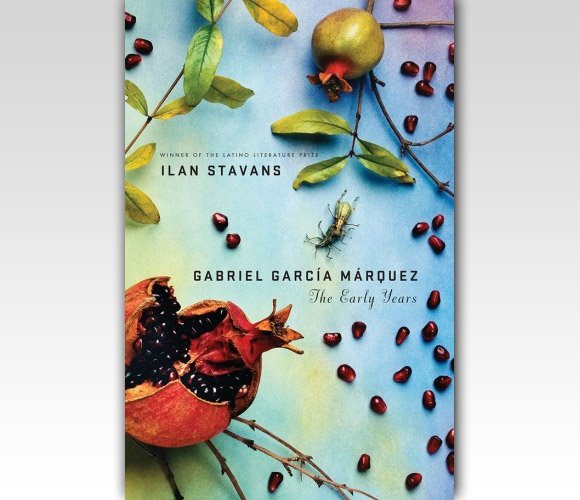 WINNER OF THE LATINO LITERATURE PRIZE
ILAN STAVANS
GABRIEL GARCÍA MÁRQUEZ
The Early Years